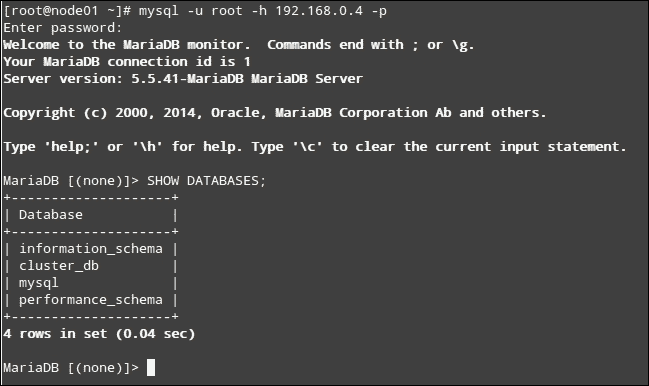 [root@node01 ~]# mysql -u root -h 192.168.0.4 -p
Enter password:
Welcome to the MariaDB monitor.  Commands end with ; or \g.
Your MariaDB connection id is 1
Server version: 5.5.41-MariaDB MariaDB Server
Copyright (c) 2000, 2014, Oracle, MariaDB Corporation Ab and others.
Type 'help;' or '\h' for help. Type '\c' to clear the current input statement.
MariaDB [(none)]> SHOW DATABASES;
+--------------------+
| Database           |
+--------------------+
| information_schema |
| cluster_db         |
| mysql              |
| performance_schema |
+--------------------+
4 rows in set (0.04 sec)
MariaDB [(none)]>